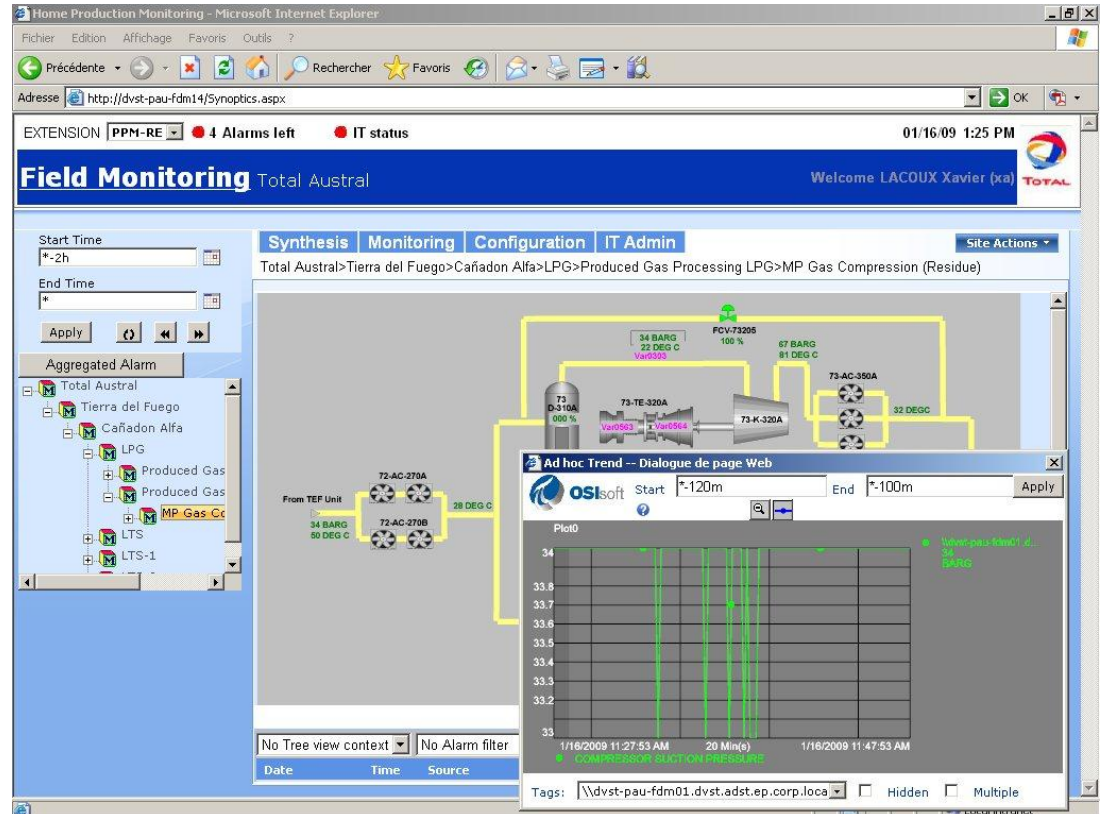 Home Production Monitoring - Microsoft Internet Explorer
Fichier Edition Affichage Favoris Outils ?
Précédente Rechercher Favoris
Adresse http://dvst-pau-fdm14/Synoptics.aspx OK
EXTENSION PPM-RE 4 Alarms left IT status 01/16/09 1:25 PM
Field Monitoring Total Austral Welcome LACOUX Xavier (xa) TOTAL
Start Time
*-2h
End Time
*
Apply
Aggregated Alarm
Total Austral
Tierra del Fuego
Cañadon Alfa
LPG
Produced Gas
Produced Gas
MP Gas Co
LTS
LTS-1
Synthesis Monitoring Configuration IT Admin Site Actions
Total Austral>Tierra del Fuego>Cañadon Alfa>LPG>Produced Gas Processing LPG>MP Gas Compression (Residue)
FCV-73205
100 %
34 BARG
22 DEG C
Var0303
67 BARG
81 DEG C
73-AC-350A
73
D-310A
000 %
73-TE-320A
Var0563 Var0564
73-K-320A
32 DEGC
72-AC-270A
From TEF Unit
34 BARG
50 DEG C
72-AC-270B
28 DEG C
No Tree view context No Alarm filter
Date Time Source
Ad hoc Trend -- Dialogue de page Web
OSIsoft Start *-120m End *-100m Apply
Plot0
34
33.8
33.7
33.6
33.5
33.4
33.3
33.2
33
1/16/2009 11:27:53 AM 20 Min(s) 1/16/2009 11:47:53 AM
COMPRESSOR SUCTION PRESSURE
\\dvst-pau-fdm01.d...
34
BARG
Tags: \\dvst-pau-fdm01.dvst.adst.ep.corp.loca Hidden Multiple